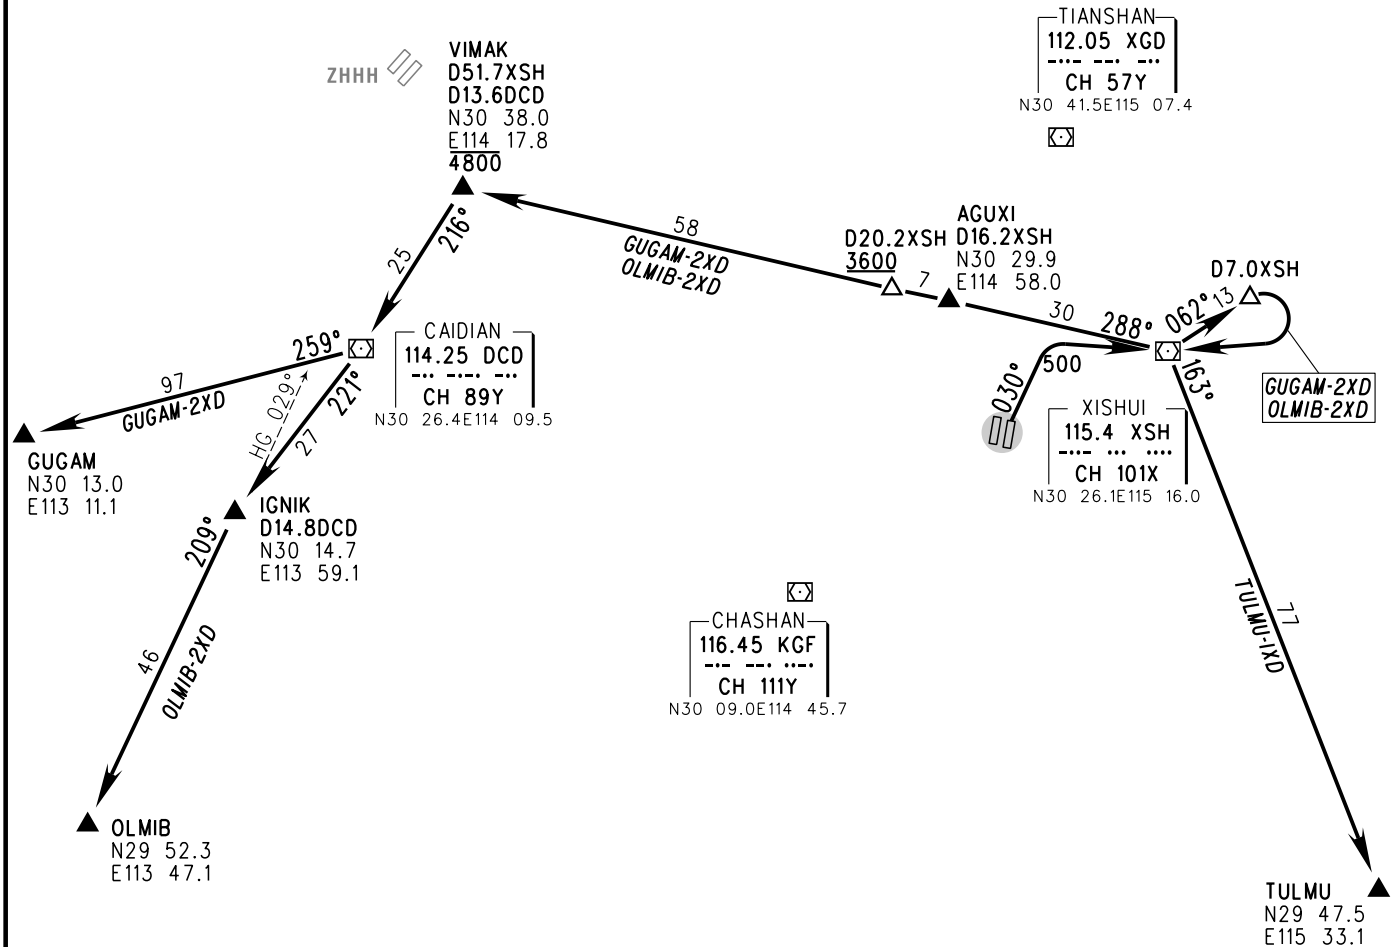 TIANSHAN
112.05 XGD
CH 57Y
N30 41.5E115 07.4
ZHHH
VIMAK
D51.7XSH
D13.6DCD
N30 38.0
E114 17.8
4800
216°
25
58
GUGAM-2XD
OLMIB-2XD
D20.2XSH
3600
7
AGUXI
D16.2XSH
N30 29.9
E114 58.0
30
288°
062°
13
D7.0XSH
GUGAM-2XD
OLMIB-2XD
030°
500
163°
XISHUI
115.4 XSH
CH 101X
N30 26.1E115 16.0
CAIDIAN
114.25 DCD
CH 89Y
N30 26.4E114 09.5
259°
97
GUGAM-2XD
HG 029°
221°
27
GUGAM
N30 13.0
E113 11.1
IGNIK
D14.8DCD
N30 14.7
E113 59.1
209°
46
OLMIB-2XD
CHASHAN
116.45 KGF
CH 111Y
N30 09.0E114 45.7
77
TULMU-1XD
OLMIB
N29 52.3
E113 47.1
TULMU
N29 47.5
E115 33.1